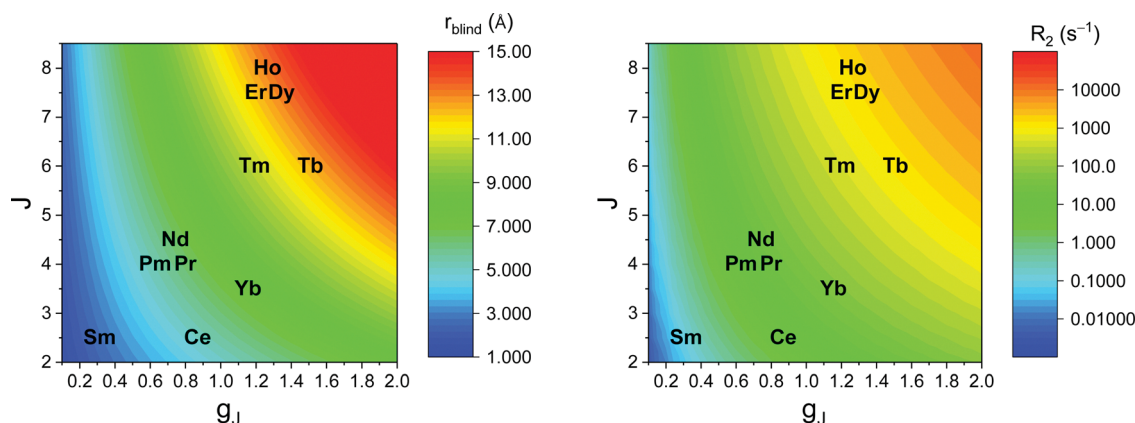 r_blind (Å)
15.00
13.00
11.00
9.000
7.000
5.000
3.000
1.000
8
7
6
5
4
3
2
J
0.2 0.4 0.6 0.8 1.0 1.2 1.4 1.6 1.8 2.0
g_J
Ho
ErDy
Tm Tb
Nd
Pm Pr
Yb
Sm Ce
R_2 (s⁻¹)
10000
1000
100.0
10.00
1.000
0.1000
0.01000
8
7
6
5
4
3
2
J
0.2 0.4 0.6 0.8 1.0 1.2 1.4 1.6 1.8 2.0
g_J
Ho
ErDy
Tm Tb
Nd
Pm Pr
Yb
Sm Ce